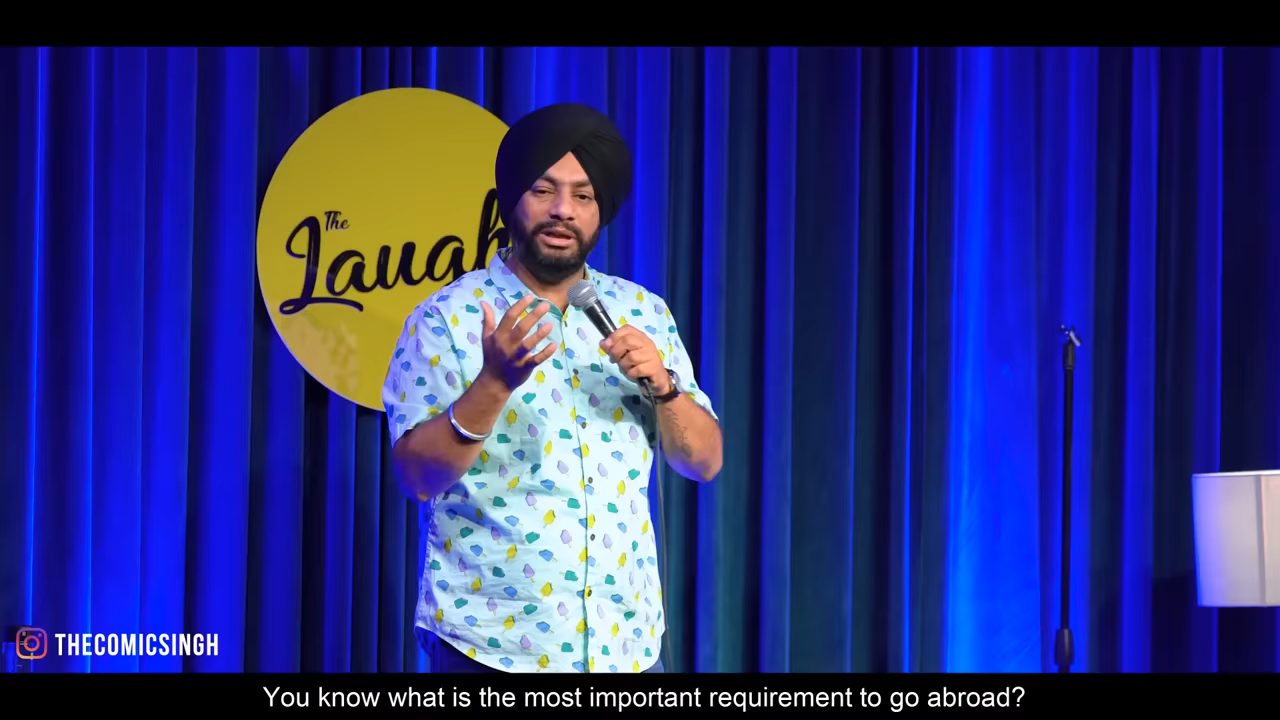 The
Laugh
THECOMICSINGH
You know what is the most important requirement to go abroad?